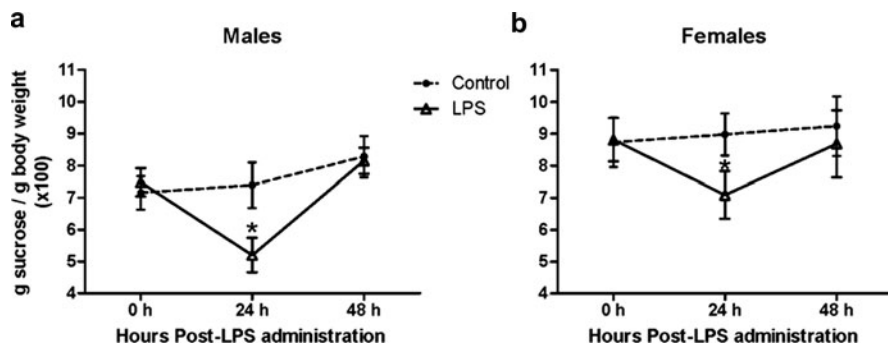 a
Males
g sucrose / g body weight
(x100)
11
10
9
8
7
6
5
4
*
0 h
24 h
48 h
Hours Post-LPS administration
Control
LPS
b
Females
11
10
9
8
7
6
5
4
*
0 h
24 h
48 h
Hours Post-LPS administration